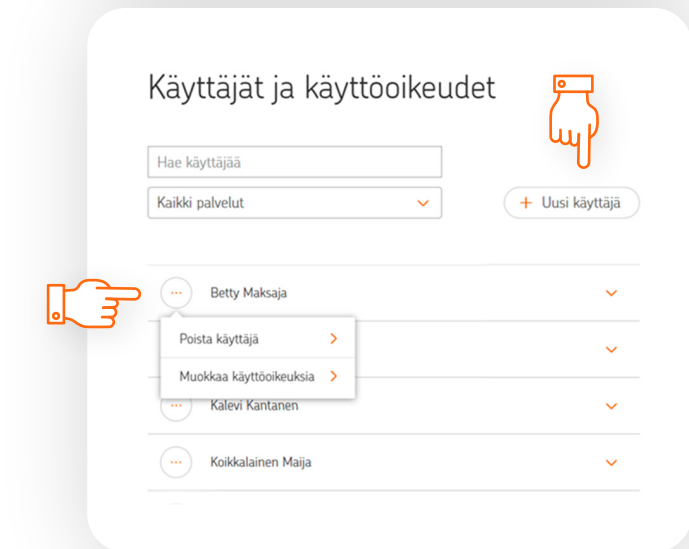 Käyttäjät ja käyttöoikeudet
Hae käyttäjää
Kaikki palvelut
+ Uusi käyttäjä
Betty Maksaja
Poista käyttäjä
Muokkaa käyttöoikeuksia
Kalevi Kantanen
Koikkalainen Maija